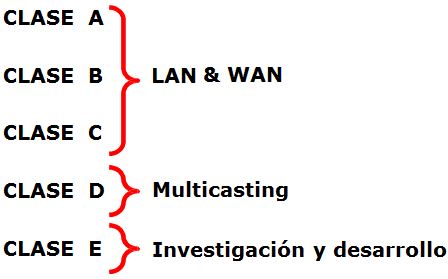 CLASE A
CLASE B LAN & WAN
CLASE C
CLASE D Multicasting
CLASE E Investigación y desarrollo